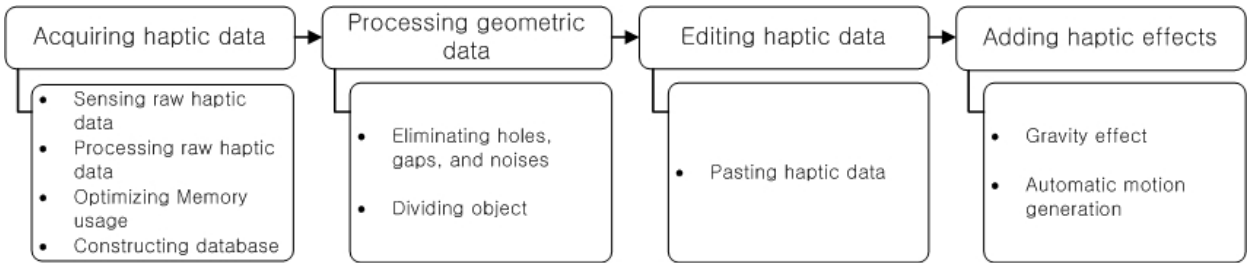 Acquiring haptic data
Processing geometric
data
Editing haptic data
Adding haptic effects
• Sensing raw haptic
data
• Processing raw haptic
data
• Optimizing Memory
usage
• Constructing database
• Eliminating holes,
gaps, and noises
• Dividing object
• Pasting haptic data
• Gravity effect
• Automatic motion
generation